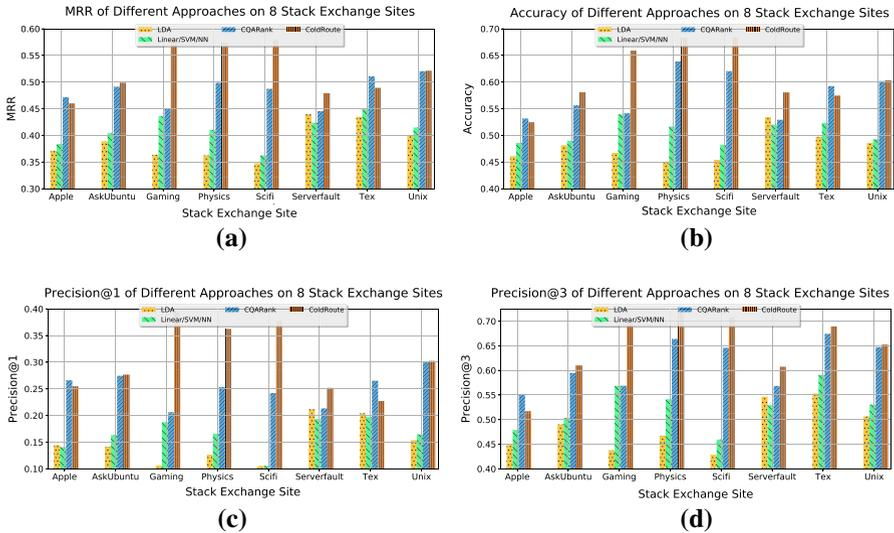 MRR of Different Approaches on 8 Stack Exchange Sites
LDA
Linear/SVM/NN
CQARank
ColdRoute
MRR
0.60
0.55
0.50
0.45
0.40
0.35
0.30
Apple AskUbuntu Gaming Physics Scifi Serverfault Tex Unix
Stack Exchange Site
(a)
Accuracy of Different Approaches on 8 Stack Exchange Sites
LDA
Linear/SVM/NN
CQARank
ColdRoute
Accuracy
0.70
0.65
0.60
0.55
0.50
0.45
0.40
Apple AskUbuntu Gaming Physics Scifi Serverfault Tex Unix
Stack Exchange Site
(b)
Precision@1 of Different Approaches on 8 Stack Exchange Sites
LDA
Linear/SVM/NN
CQARank
ColdRoute
Precision@1
0.40
0.35
0.30
0.25
0.20
0.15
0.10
Apple AskUbuntu Gaming Physics Scifi Serverfault Tex Unix
Stack Exchange Site
(c)
Precision@3 of Different Approaches on 8 Stack Exchange Sites
LDA
Linear/SVM/NN
CQARank
ColdRoute
Precision@3
0.70
0.65
0.60
0.55
0.50
0.45
0.40
Apple AskUbuntu Gaming Physics Scifi Serverfault Tex Unix
Stack Exchange Site
(d)